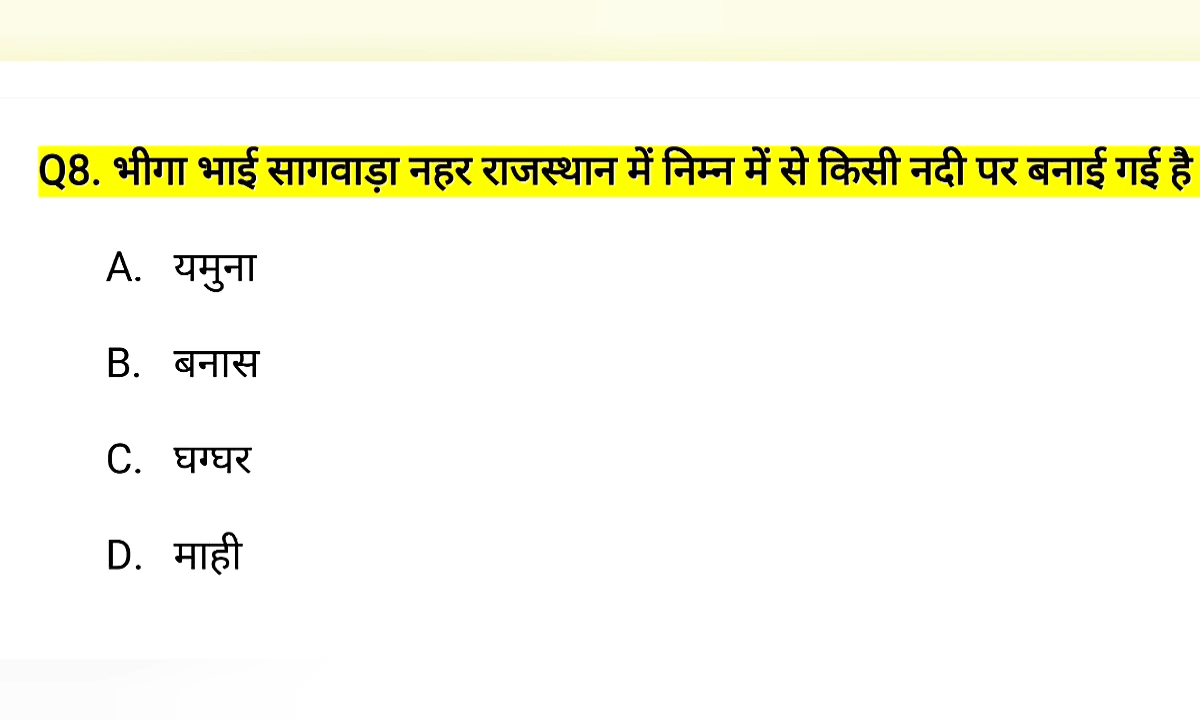 Q8. भीगा भाई सागवाड़ा नहर राजस्थान में निम्न में से किसी नदी पर बनाई गई है
A. यमुना
B. बनास
C. घग्घर
D. माही